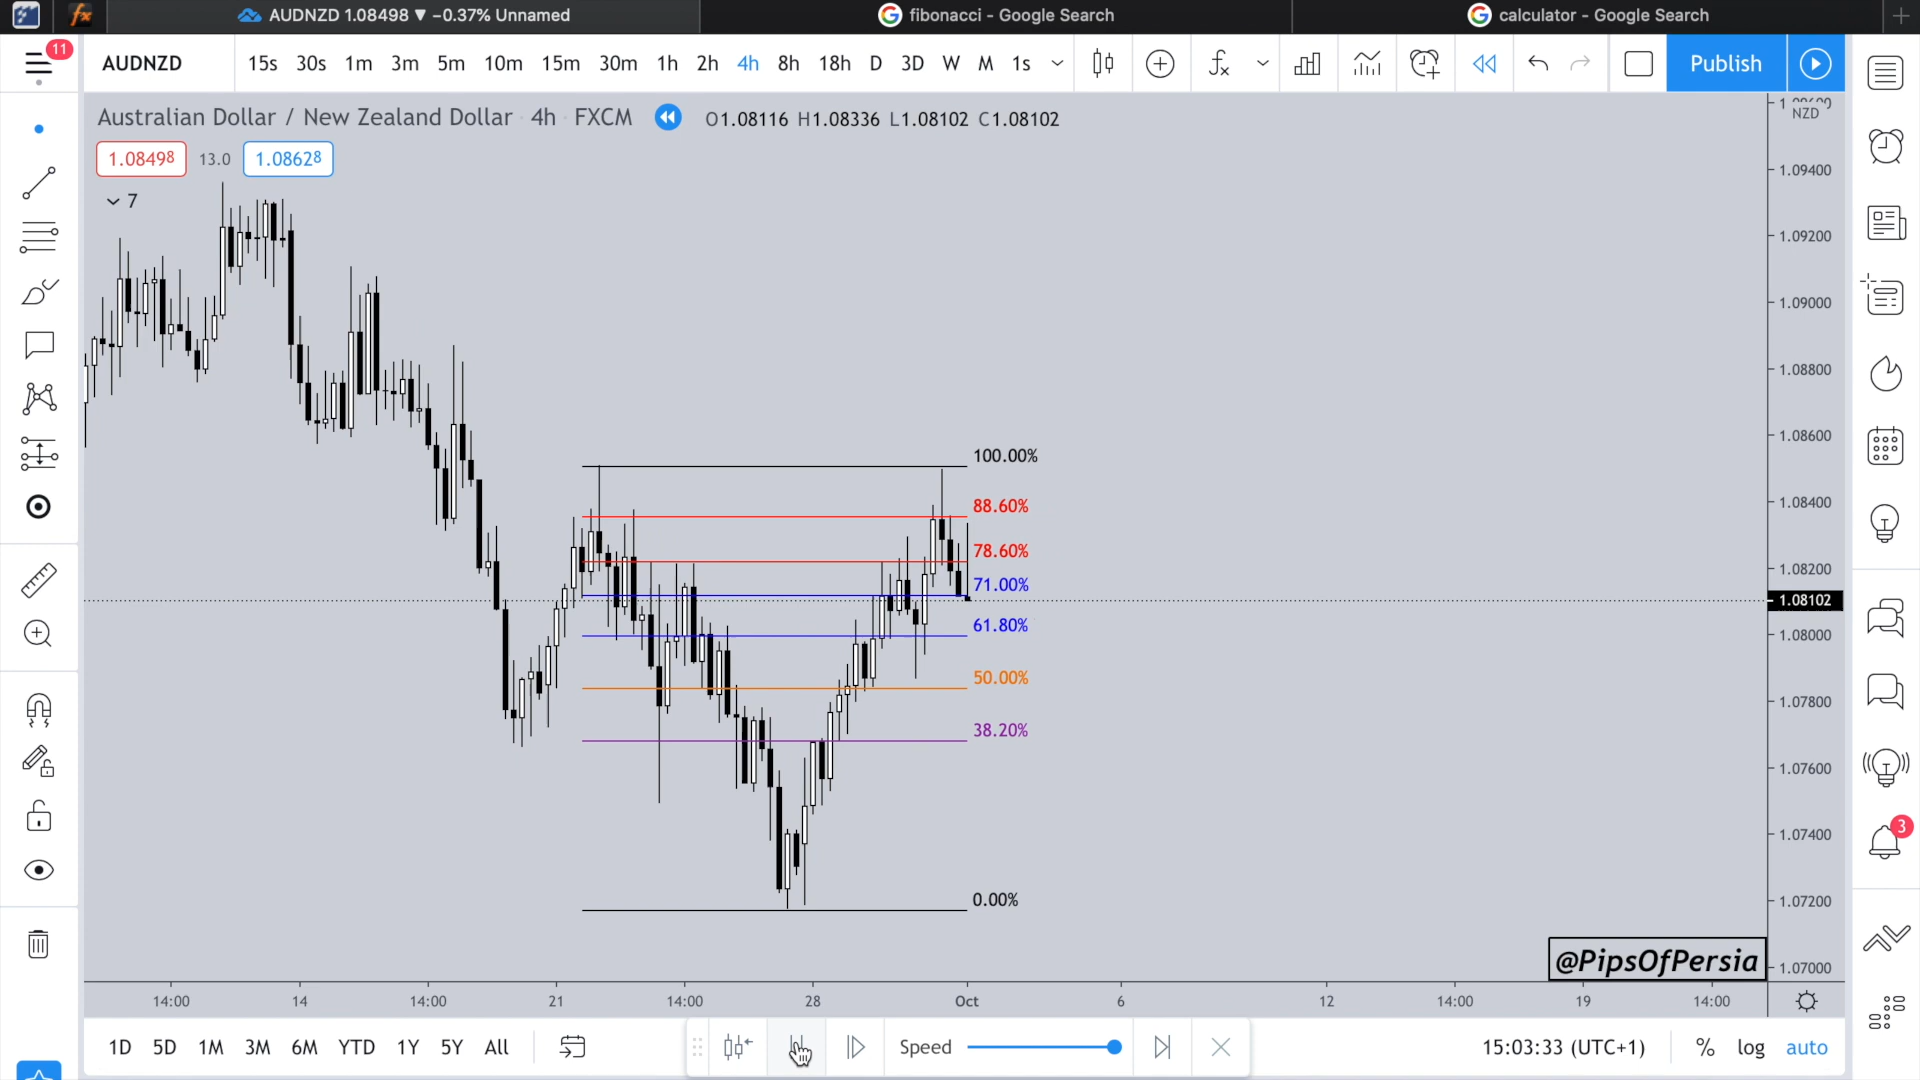 AUDNZD 1.08498 ▼ −0.37% Unnamed
fibonacci - Google Search
calculator - Google Search
11
AUDNZD 15s 30s 1m 3m 5m 10m 15m 30m 1h 2h 4h 8h 18h D 3D W M 1s
Publish
Australian Dollar / New Zealand Dollar · 4h · FXCM
O1.08116 H1.08336 L1.08102 C1.08102
1.08498 13.0 1.08628
7
NZD
1.09400
1.09200
1.09000
1.08800
1.08600
1.08400
1.08200
1.08102
1.08000
1.07800
1.07600
1.07400
1.07200
1.07000
100.00%
88.60%
78.60%
71.00%
61.80%
50.00%
38.20%
0.00%
3
@PipsOfPersia
14:00 14 14:00 21 14:00 28 Oct 6 12 14:00 19 14:00
1D 5D 1M 3M 6M YTD 1Y 5Y All
Speed
15:03:33 (UTC+1) % log auto